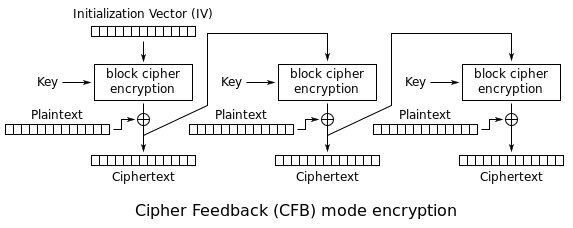 Initialization Vector (IV)
Key
block cipher
encryption
Key
block cipher
encryption
Key
block cipher
encryption
Plaintext
Plaintext
Plaintext
Ciphertext
Ciphertext
Ciphertext
Cipher Feedback (CFB) mode encryption